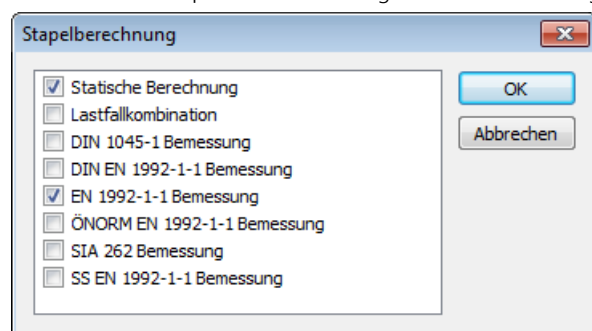 Stapelberechnung
Statische Berechnung
Lastfallkombination
DIN 1045-1 Bemessung
DIN EN 1992-1-1 Bemessung
EN 1992-1-1 Bemessung
ÖNORM EN 1992-1-1 Bemessung
SIA 262 Bemessung
SS EN 1992-1-1 Bemessung
OK
Abbrechen